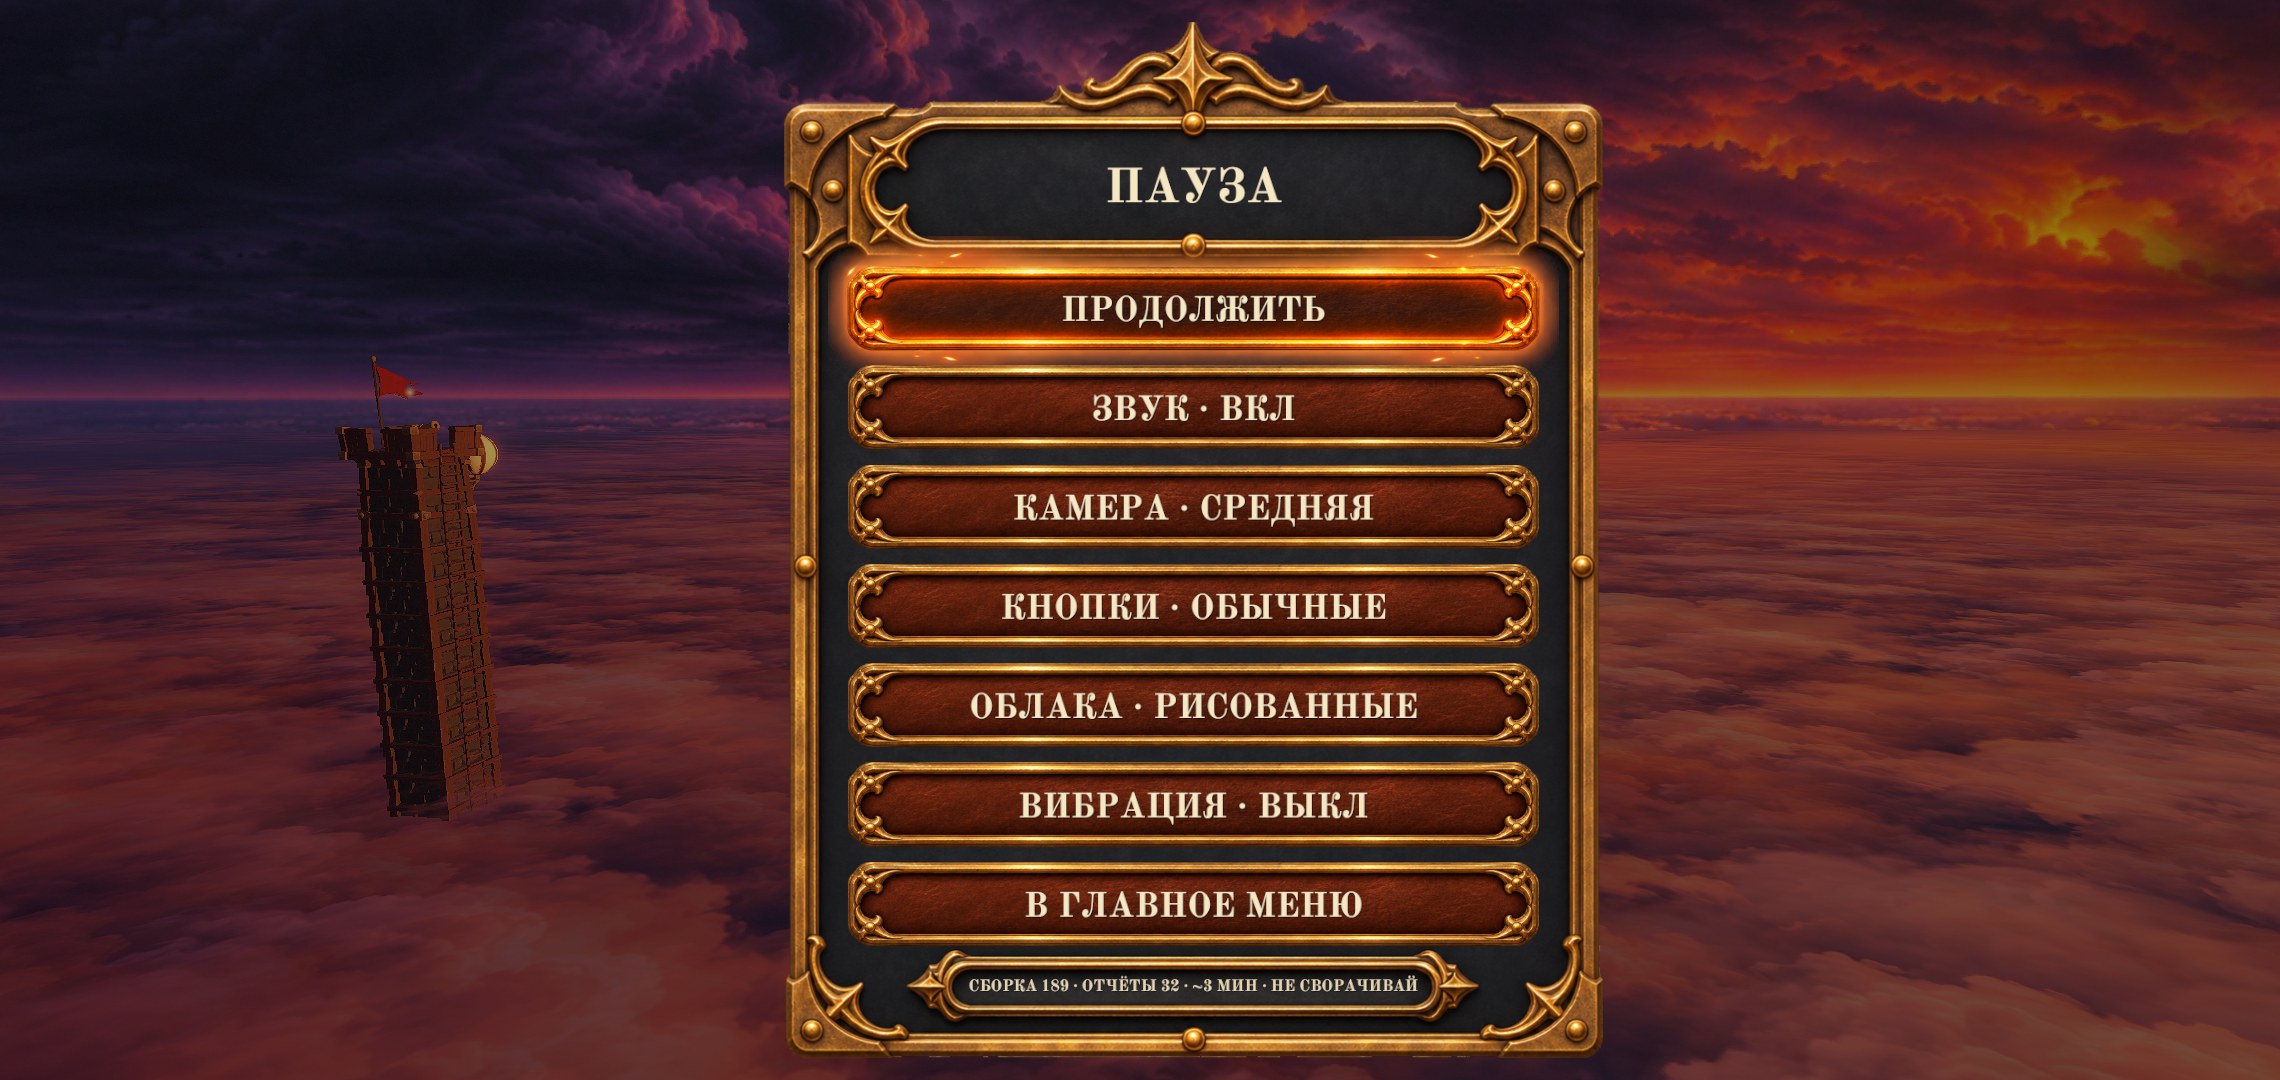 ПАУЗА
ПРОДОЛЖИТЬ
ЗВУК · ВКЛ
КАМЕРА · СРЕДНЯЯ
КНОПКИ · ОБЫЧНЫЕ
ОБЛАКА · РИСОВАННЫЕ
ВИБРАЦИЯ · ВЫКЛ
В ГЛАВНОЕ МЕНЮ
СБОРКА 189 · ОТЧЁТЫ 32 · ~3 МИН · НЕ СВОРАЧИВАЙ